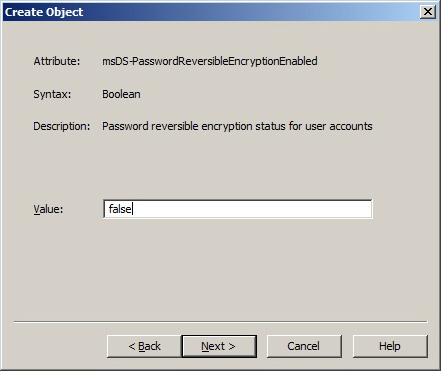 Create Object
Attribute: msDS-PasswordReversibleEncryptionEnabled
Syntax: Boolean
Description: Password reversible encryption status for user accounts
Value: false
< Back Next > Cancel Help